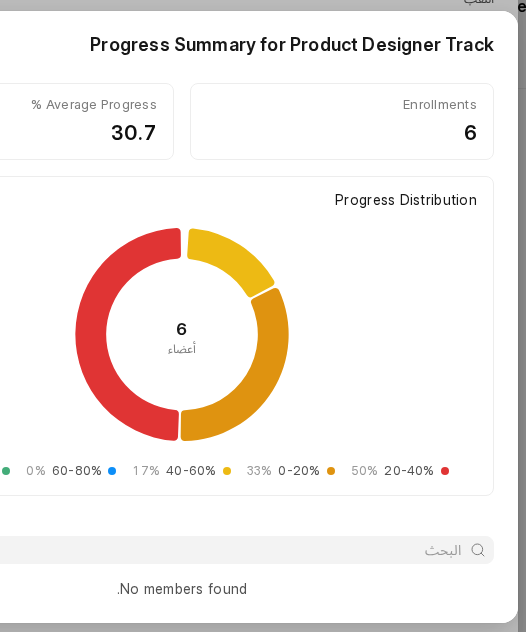 Progress Summary for Product Designer Track
Enrollments
6
% Average Progress
30.7
Progress Distribution
6
أعضاء
20-40% 50%
0-20% 33%
40-60% 17%
60-80% 0%
البحث
.No members found